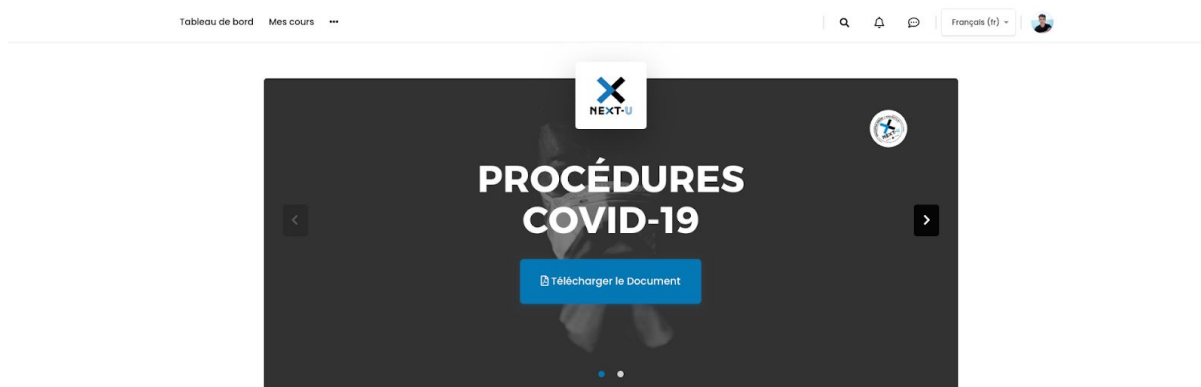 Tableau de bord
Mes cours
Français (fr)
NEXT-U
PROCÉDURES
COVID-19
Télécharger le Document